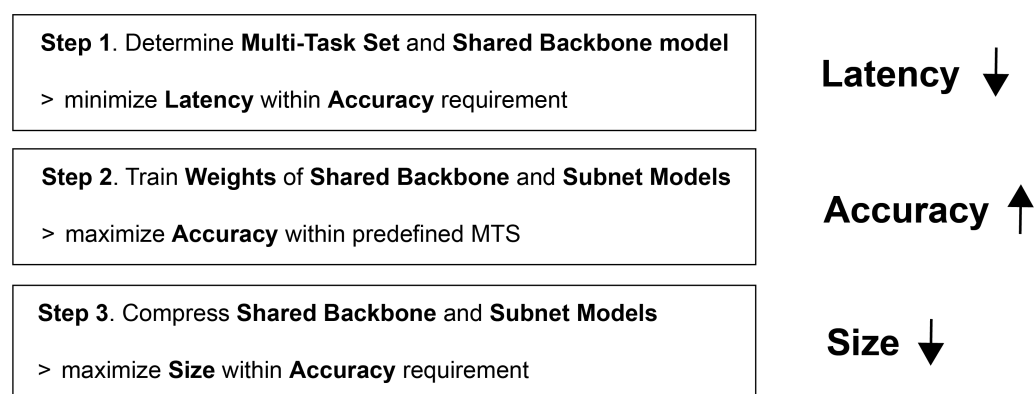 Step 1. Determine Multi-Task Set and Shared Backbone model
> minimize Latency within Accuracy requirement
Latency ↓
Step 2. Train Weights of Shared Backbone and Subnet Models
> maximize Accuracy within predefined MTS
Accuracy ↑
Step 3. Compress Shared Backbone and Subnet Models
> maximize Size within Accuracy requirement
Size ↓